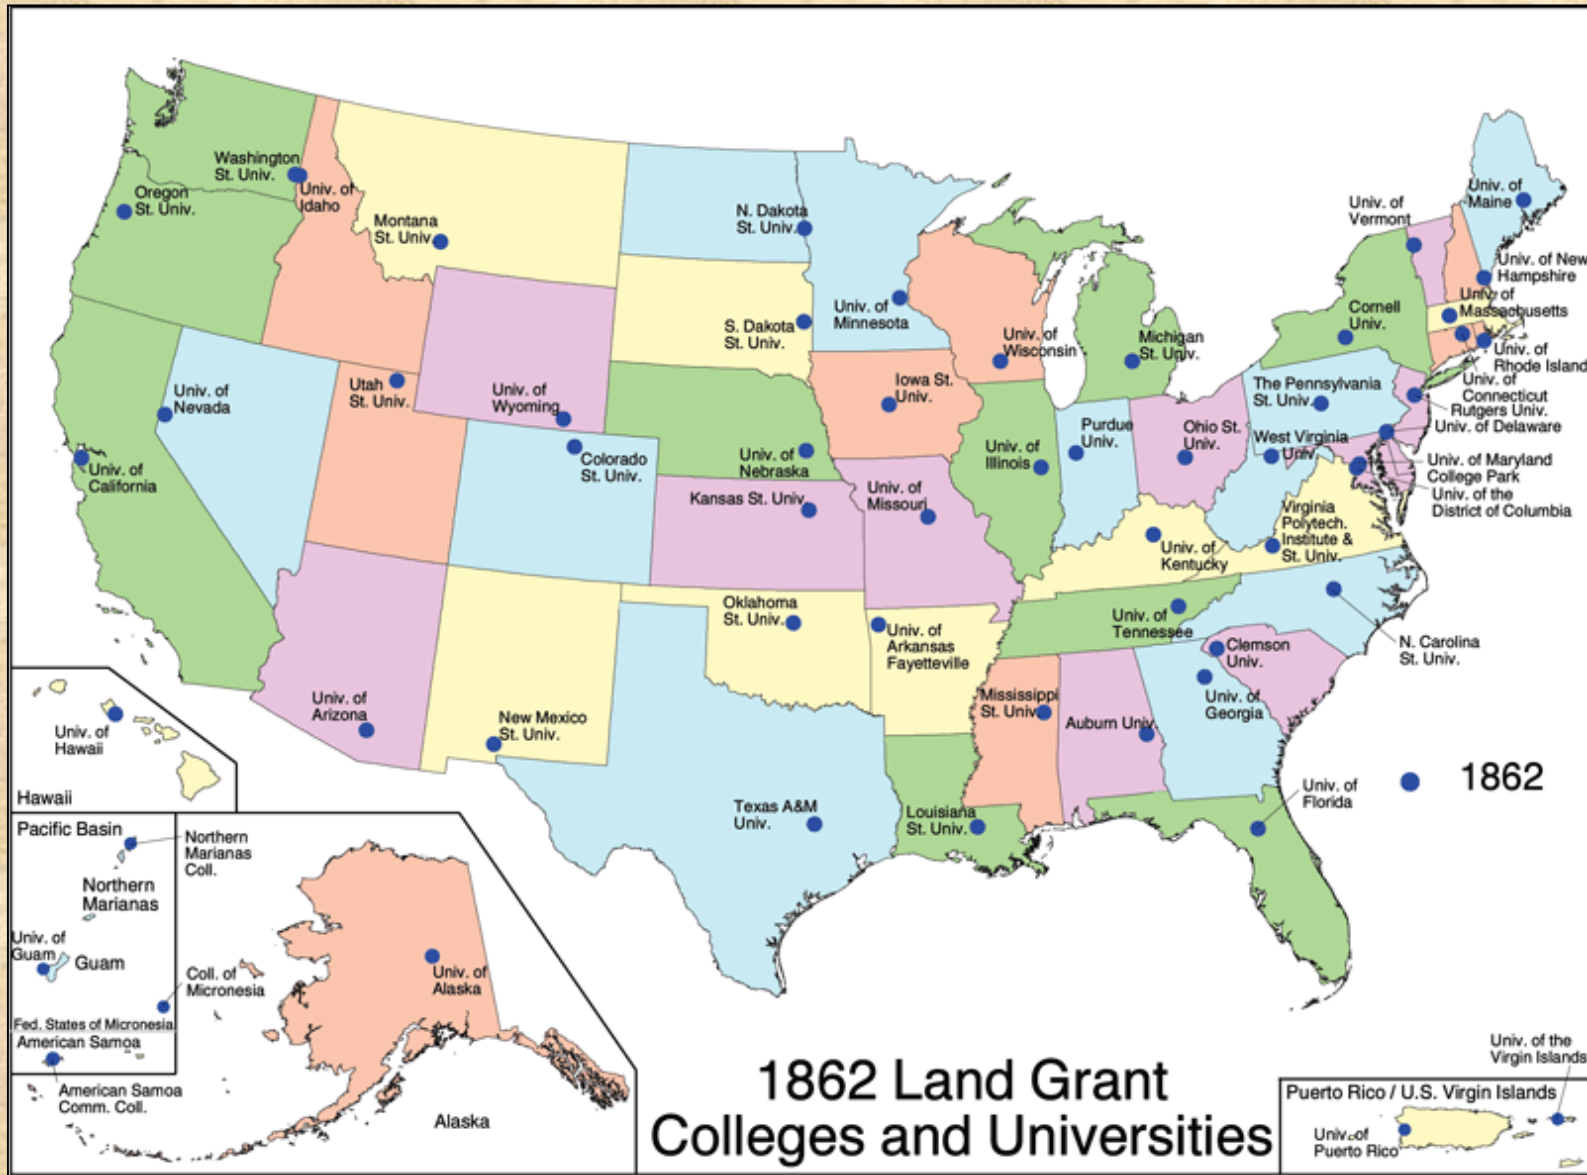 Washington
St. Univ.
Univ. of
Idaho
Oregon
St. Univ.
Montana
St. Univ.
N. Dakota
St. Univ.
S. Dakota
St. Univ.
Univ. of
Minnesota
Univ. of
Wisconsin
Michigan
St. Univ.
Univ. of
Vermont
Univ. of
Maine
Univ. of New
Hampshire
Univ. of
Massachusetts
Cornell
Univ.
Univ. of
Rhode Island
Univ. of
Connecticut
Rutgers Univ.
Univ. of Delaware
Univ. of Maryland
College Park
Univ. of the
District of Columbia
The Pennsylvania
St. Univ.
West Virginia
Univ.
Ohio St.
Univ.
Purdue
Univ.
Univ. of
Illinois
Iowa St.
Univ.
Univ. of
Nebraska
Univ. of
Wyoming
Utah
St. Univ.
Univ. of
Nevada
Univ. of
California
Colorado
St. Univ.
Kansas St. Univ.
Univ. of
Missouri
Univ. of
Kentucky
Virginia
Polytech.
Institute &
St. Univ.
Univ. of
Tennessee
N. Carolina
St. Univ.
Clemson
Univ.
Univ. of
Georgia
Auburn Univ.
Mississippi
St. Univ.
Univ. of
Arkansas
Fayetteville
Oklahoma
St. Univ.
New Mexico
St. Univ.
Univ. of
Arizona
Texas A&M
Univ.
Louisiana
St. Univ.
Univ. of
Florida
1862
Univ. of
Hawaii
Hawaii
Pacific Basin
Northern
Marianas
Coll.
Northern
Marianas
Univ. of
Guam
Guam
Coll. of
Micronesia
Fed. States of Micronesia
American Samoa
American Samoa
Comm. Coll.
Univ. of
Alaska
Alaska
1862 Land Grant
Colleges and Universities
Univ. of the
Virgin Islands
Puerto Rico / U.S. Virgin Islands
Univ. of
Puerto Rico